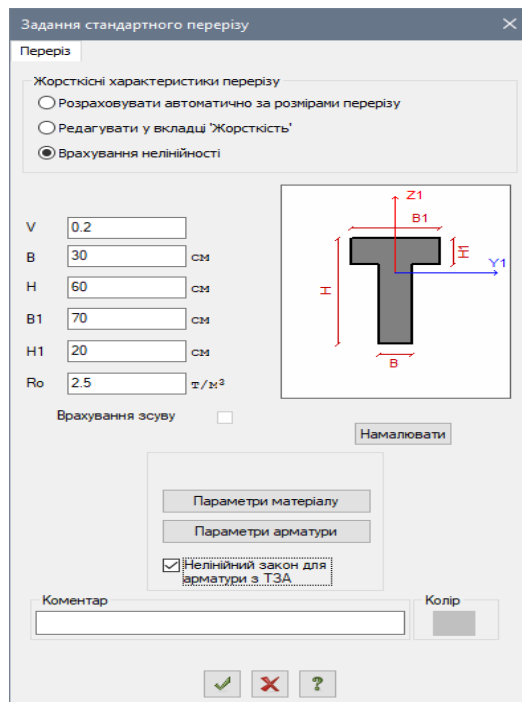 Задання стандартного перерізу
Переріз
Жорсткісні характеристики перерізу
Розраховувати автоматично за розмірами перерізу
Редагувати у вкладці 'Жорсткість'
Врахування нелінійності
V 0.2
B 30 см
H 60 см
B1 70 см
H1 20 см
Ro 2.5 т/м³
Z1
B1
H1
Y1
H
B
Врахування зсуву
Намалювати
Параметри матеріалу
Параметри арматури
Нелінійний закон для
арматури з ТЗА
Коментар
Колір
?